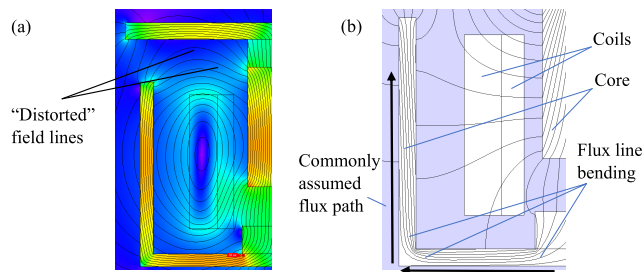 (a)
“Distorted”
field lines
(b)
Coils
Core
Commonly
assumed
flux path
Flux line
bending